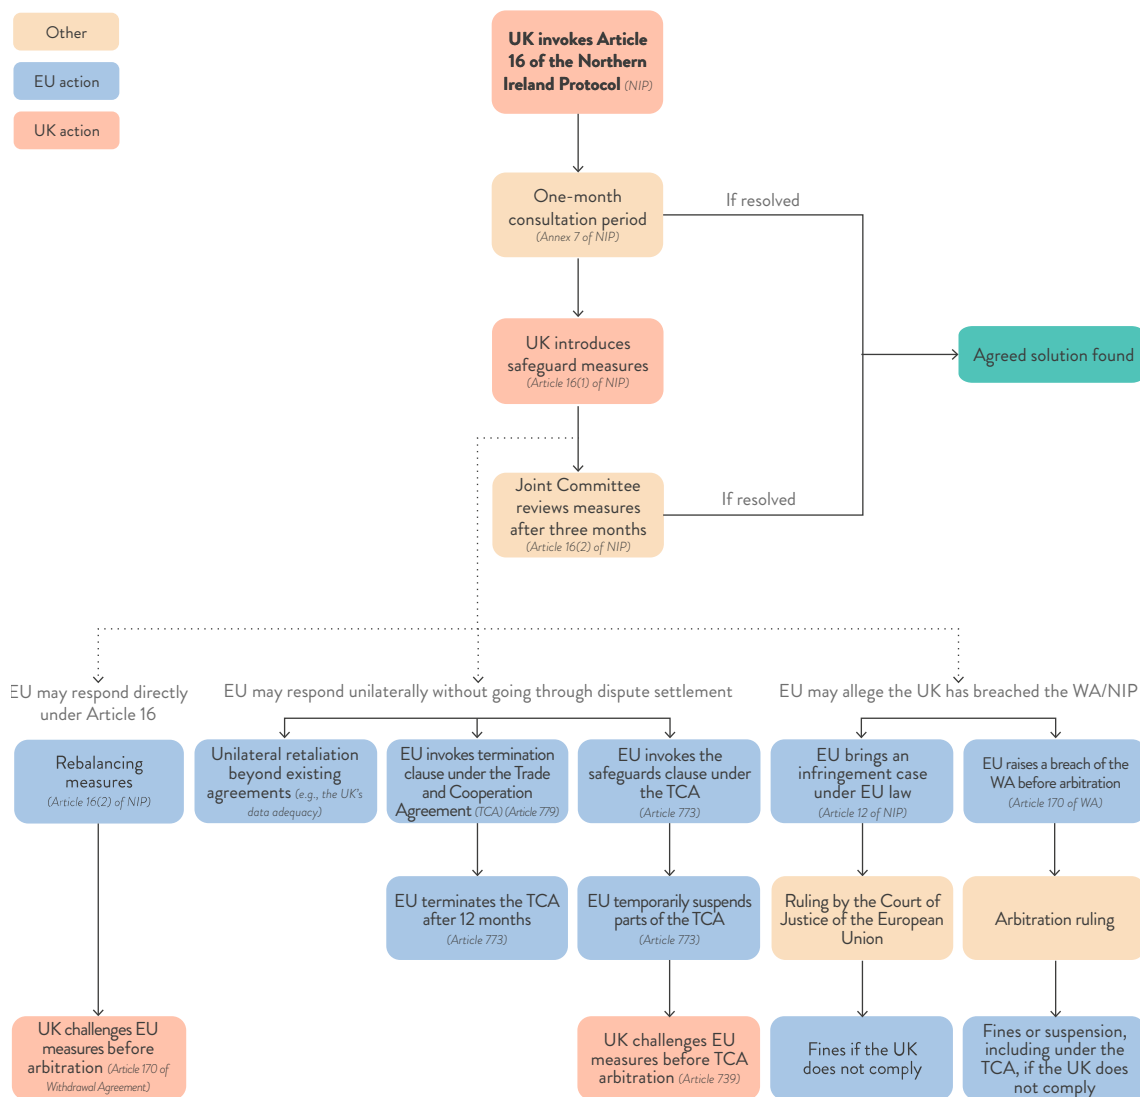 Other
EU action
UK action
UK invokes Article
16 of the Northern
Ireland Protocol (NIP)
One-month
consultation period
(Annex 7 of NIP)
If resolved
UK introduces
safeguard measures
(Article 16(1) of NIP)
Agreed solution found
Joint Committee
reviews measures
after three months
(Article 16(2) of NIP)
If resolved
EU may respond directly
under Article 16
EU may respond unilaterally without going through dispute settlement
EU may allege the UK has breached the WA/NIP
Rebalancing
measures
(Article 16(2) of NIP)
Unilateral retaliation
beyond existing
agreements (e.g., the UK's
data adequacy)
EU invokes termination
clause under the Trade
and Cooperation
Agreement (TCA) (Article 779)
EU invokes the
safeguards clause under
the TCA
(Article 773)
EU brings an
infringement case
under EU law
(Article 12 of NIP)
EU raises a breach of the
WA before arbitration
(Article 170 of WA)
EU terminates the TCA
after 12 months
(Article 773)
EU temporarily suspends
parts of the TCA
(Article 773)
Ruling by the Court of
Justice of the European
Union
Arbitration ruling
UK challenges EU
measures before
arbitration (Article 170 of
Withdrawal Agreement)
UK challenges EU
measures before TCA
arbitration (Article 739)
Fines if the UK
does not comply
Fines or suspension,
including under the
TCA, if the UK does
not comply